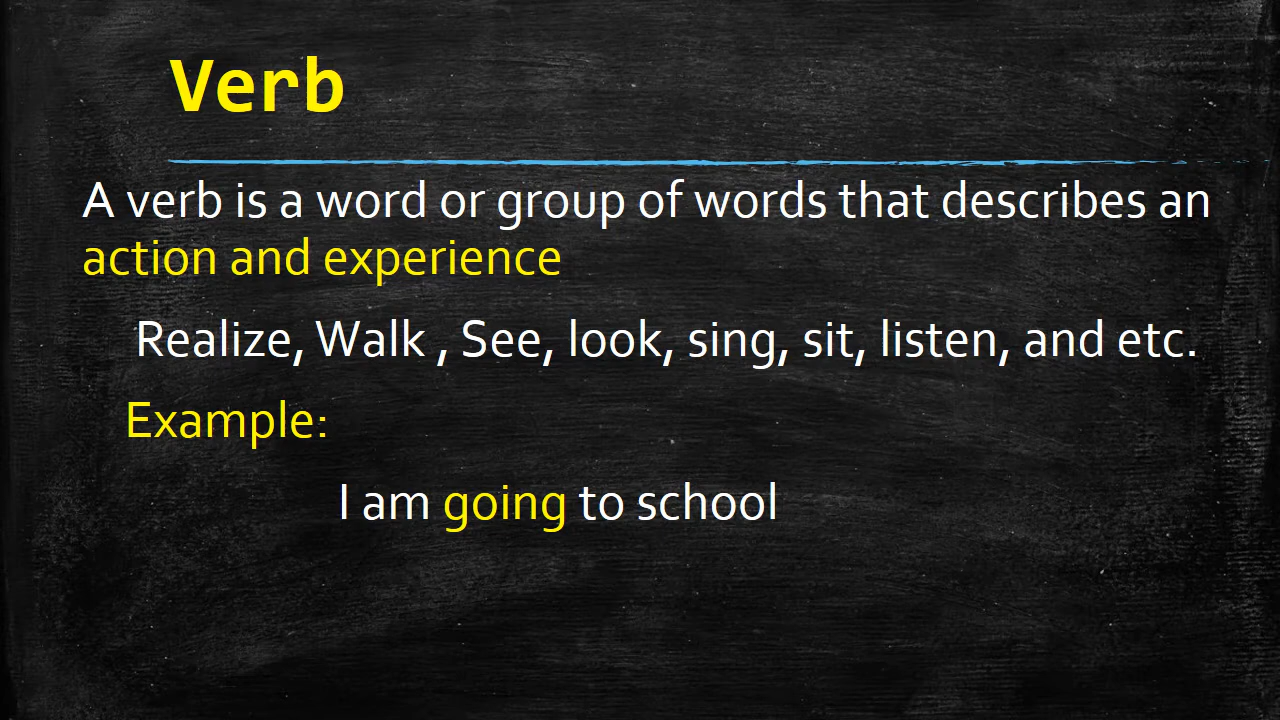 Verb
A verb is a word or group of words that describes an
action and experience
Realize, Walk , See, look, sing, sit, listen, and etc.
Example:
I am going to school